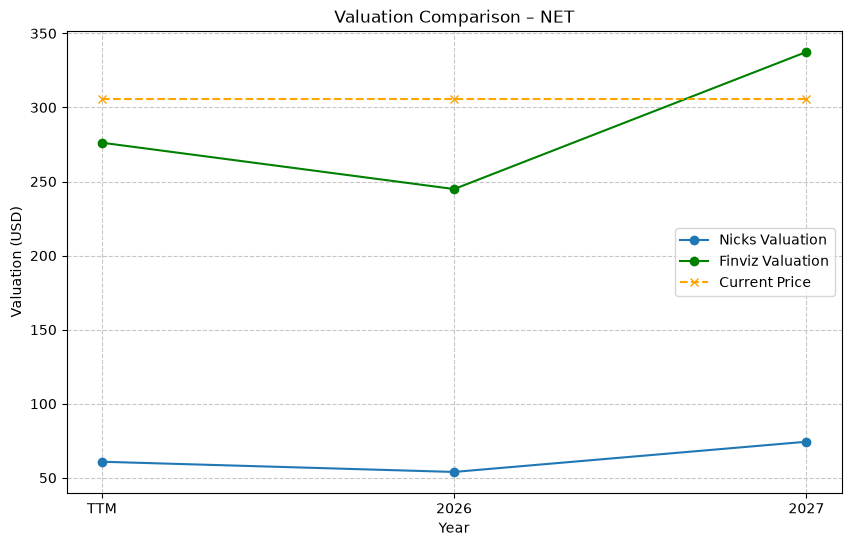 Valuation Comparison – NET
Valuation (USD)
350
300
250
200
150
100
50
Nicks Valuation
Finviz Valuation
Current Price
TTM
2026
2027
Year